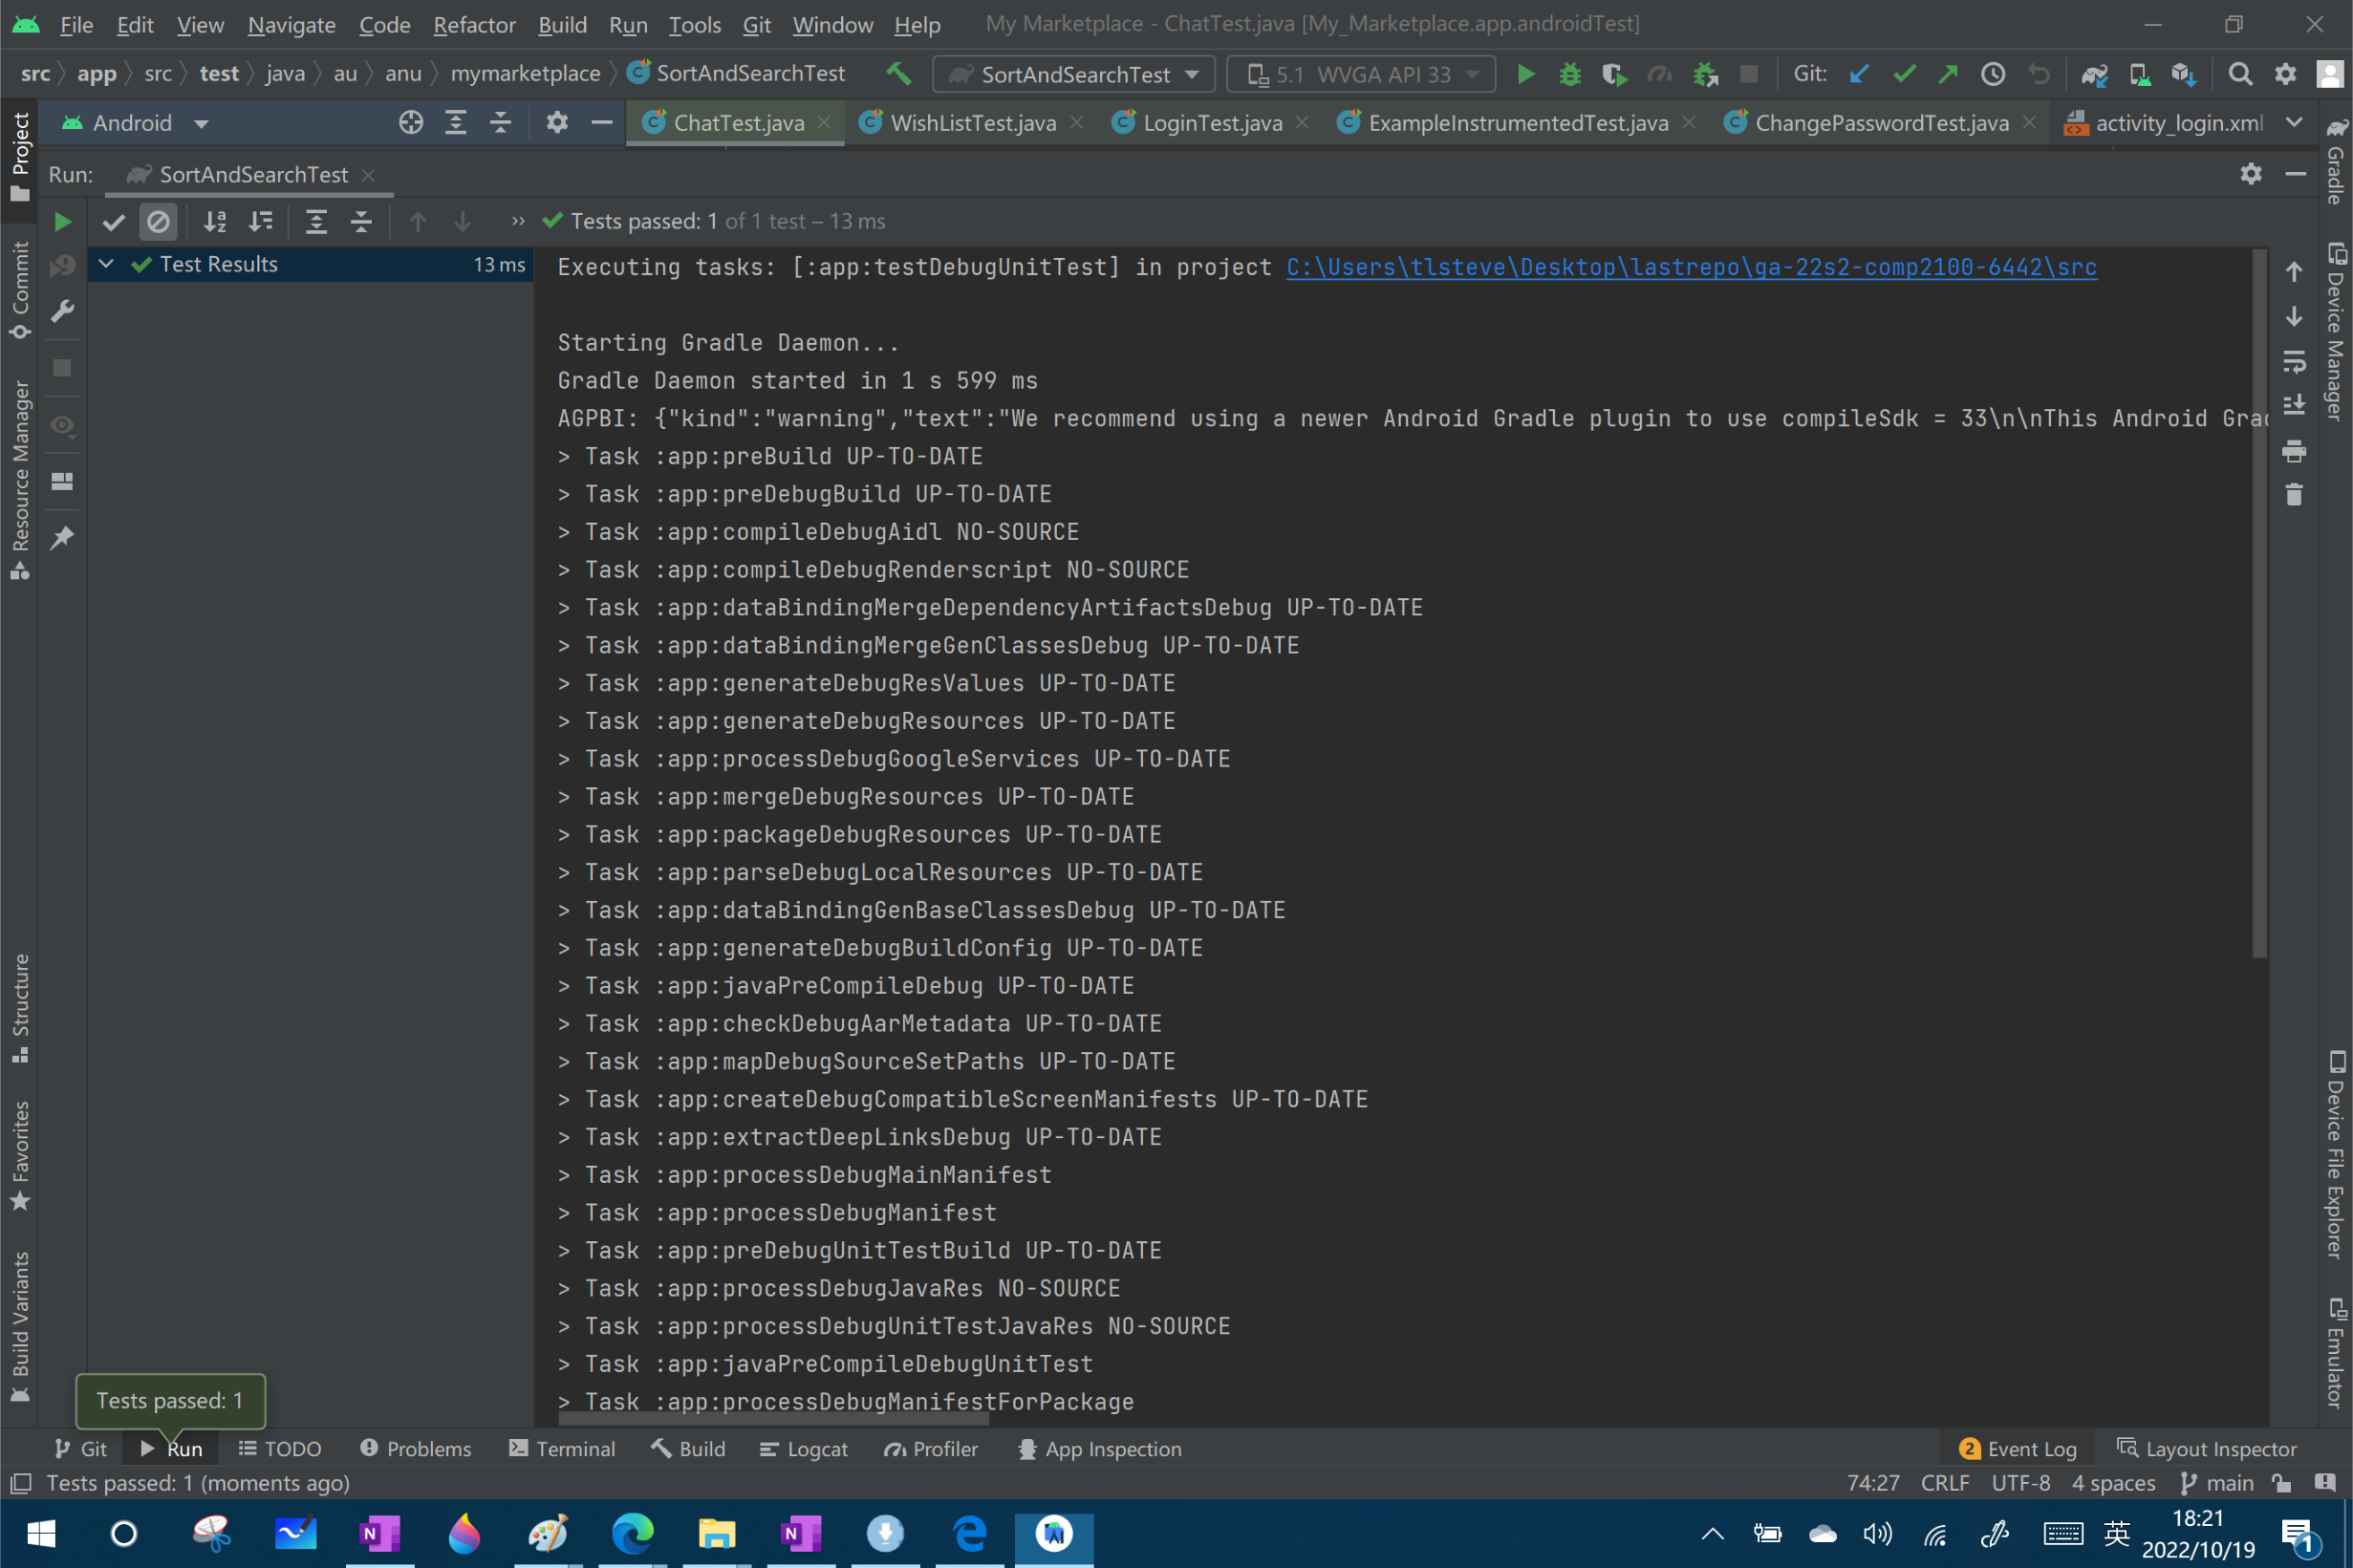 File Edit View Navigate Code Refactor Build Run Tools Git Window Help My Marketplace - ChatTest.java [My_Marketplace.app.androidTest]
src app src test java au anu mymarketplace SortAndSearchTest SortAndSearchTest 5.1 WVGA API 33 Git:
Android ChatTest.java WishListTest.java LoginTest.java ExampleInstrumentedTest.java ChangePasswordTest.java activity_login.xml
Run: SortAndSearchTest
Tests passed: 1 of 1 test – 13 ms
Test Results 13 ms
Executing tasks: [:app:testDebugUnitTest] in project C:\Users\tlsteve\Desktop\lastrepo\ga-22s2-comp2100-6442\src
Starting Gradle Daemon...
Gradle Daemon started in 1 s 599 ms
AGPBI: {"kind":"warning","text":"We recommend using a newer Android Gradle plugin to use compileSdk = 33\n\nThis Android Grad
> Task :app:preBuild UP-TO-DATE
> Task :app:preDebugBuild UP-TO-DATE
> Task :app:compileDebugAidl NO-SOURCE
> Task :app:compileDebugRenderscript NO-SOURCE
> Task :app:dataBindingMergeDependencyArtifactsDebug UP-TO-DATE
> Task :app:dataBindingMergeGenClassesDebug UP-TO-DATE
> Task :app:generateDebugResValues UP-TO-DATE
> Task :app:generateDebugResources UP-TO-DATE
> Task :app:processDebugGoogleServices UP-TO-DATE
> Task :app:mergeDebugResources UP-TO-DATE
> Task :app:packageDebugResources UP-TO-DATE
> Task :app:parseDebugLocalResources UP-TO-DATE
> Task :app:dataBindingGenBaseClassesDebug UP-TO-DATE
> Task :app:generateDebugBuildConfig UP-TO-DATE
> Task :app:javaPreCompileDebug UP-TO-DATE
> Task :app:checkDebugAarMetadata UP-TO-DATE
> Task :app:mapDebugSourceSetPaths UP-TO-DATE
> Task :app:createDebugCompatibleScreenManifests UP-TO-DATE
> Task :app:extractDeepLinksDebug UP-TO-DATE
> Task :app:processDebugMainManifest
> Task :app:processDebugManifest
> Task :app:preDebugUnitTestBuild UP-TO-DATE
> Task :app:processDebugJavaRes NO-SOURCE
> Task :app:processDebugUnitTestJavaRes NO-SOURCE
> Task :app:javaPreCompileDebugUnitTest
> Task :app:processDebugManifestForPackage
Project
Commit
Resource Manager
Structure
Favorites
Build Variants
Gradle
Device Manager
Device File Explorer
Emulator
Tests passed: 1
Git Run TODO Problems Terminal Build Logcat Profiler App Inspection 2 Event Log Layout Inspector
Tests passed: 1 (moments ago) 74:27 CRLF UTF-8 4 spaces main
英 18:21
2022/10/19 1